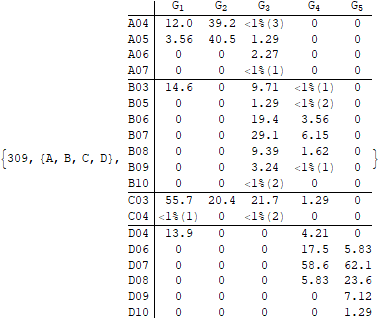 G1 G2 G3 G4 G5
A04 12.0 39.2 <1%(3) 0 0
A05 3.56 40.5 1.29 0 0
A06 0 0 2.27 0 0
A07 0 0 <1%(1) 0 0
B03 14.6 0 9.71 <1%(1) 0
B05 0 0 1.29 <1%(2) 0
B06 0 0 19.4 3.56 0
B07 0 0 29.1 6.15 0
{309, {A, B, C, D}, B08 0 0 9.39 1.62 0 }
B09 0 0 3.24 <1%(1) 0
B10 0 0 <1%(2) 0 0
C03 55.7 20.4 21.7 1.29 0
C04 <1%(1) 0 <1%(2) 0 0
D04 13.9 0 0 4.21 0
D06 0 0 0 17.5 5.83
D07 0 0 0 58.6 62.1
D08 0 0 0 5.83 23.6
D09 0 0 0 0 7.12
D10 0 0 0 0 1.29